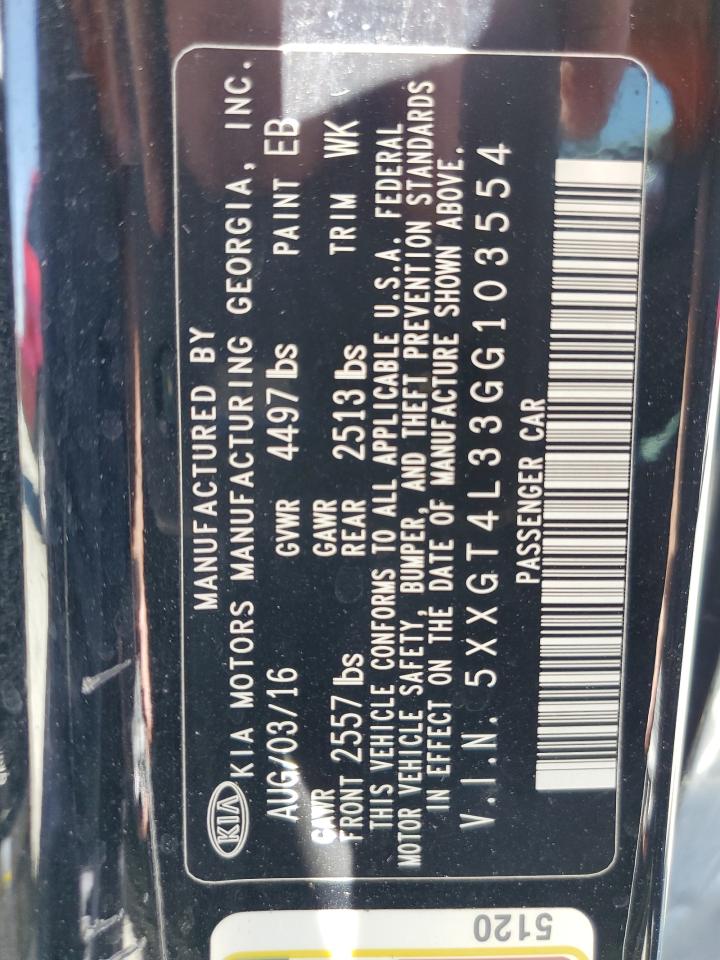 MANUFACTURED BY
KIA KIA MOTORS MANUFACTURING GEORGIA, INC.
AUG/03/16 GVWR 4497 lbs PAINT EB
GAWR GAWR
FRONT 2557 lbs REAR 2513 lbs TRIM WK
THIS VEHICLE CONFORMS TO ALL APPLICABLE U.S.A. FEDERAL
MOTOR VEHICLE SAFETY, BUMPER, AND THEFT PREVENTION STANDARDS
IN EFFECT ON THE DATE OF MANUFACTURE SHOWN ABOVE.
V.I.N. 5XXGT4L33GG103554
PASSENGER CAR
5120